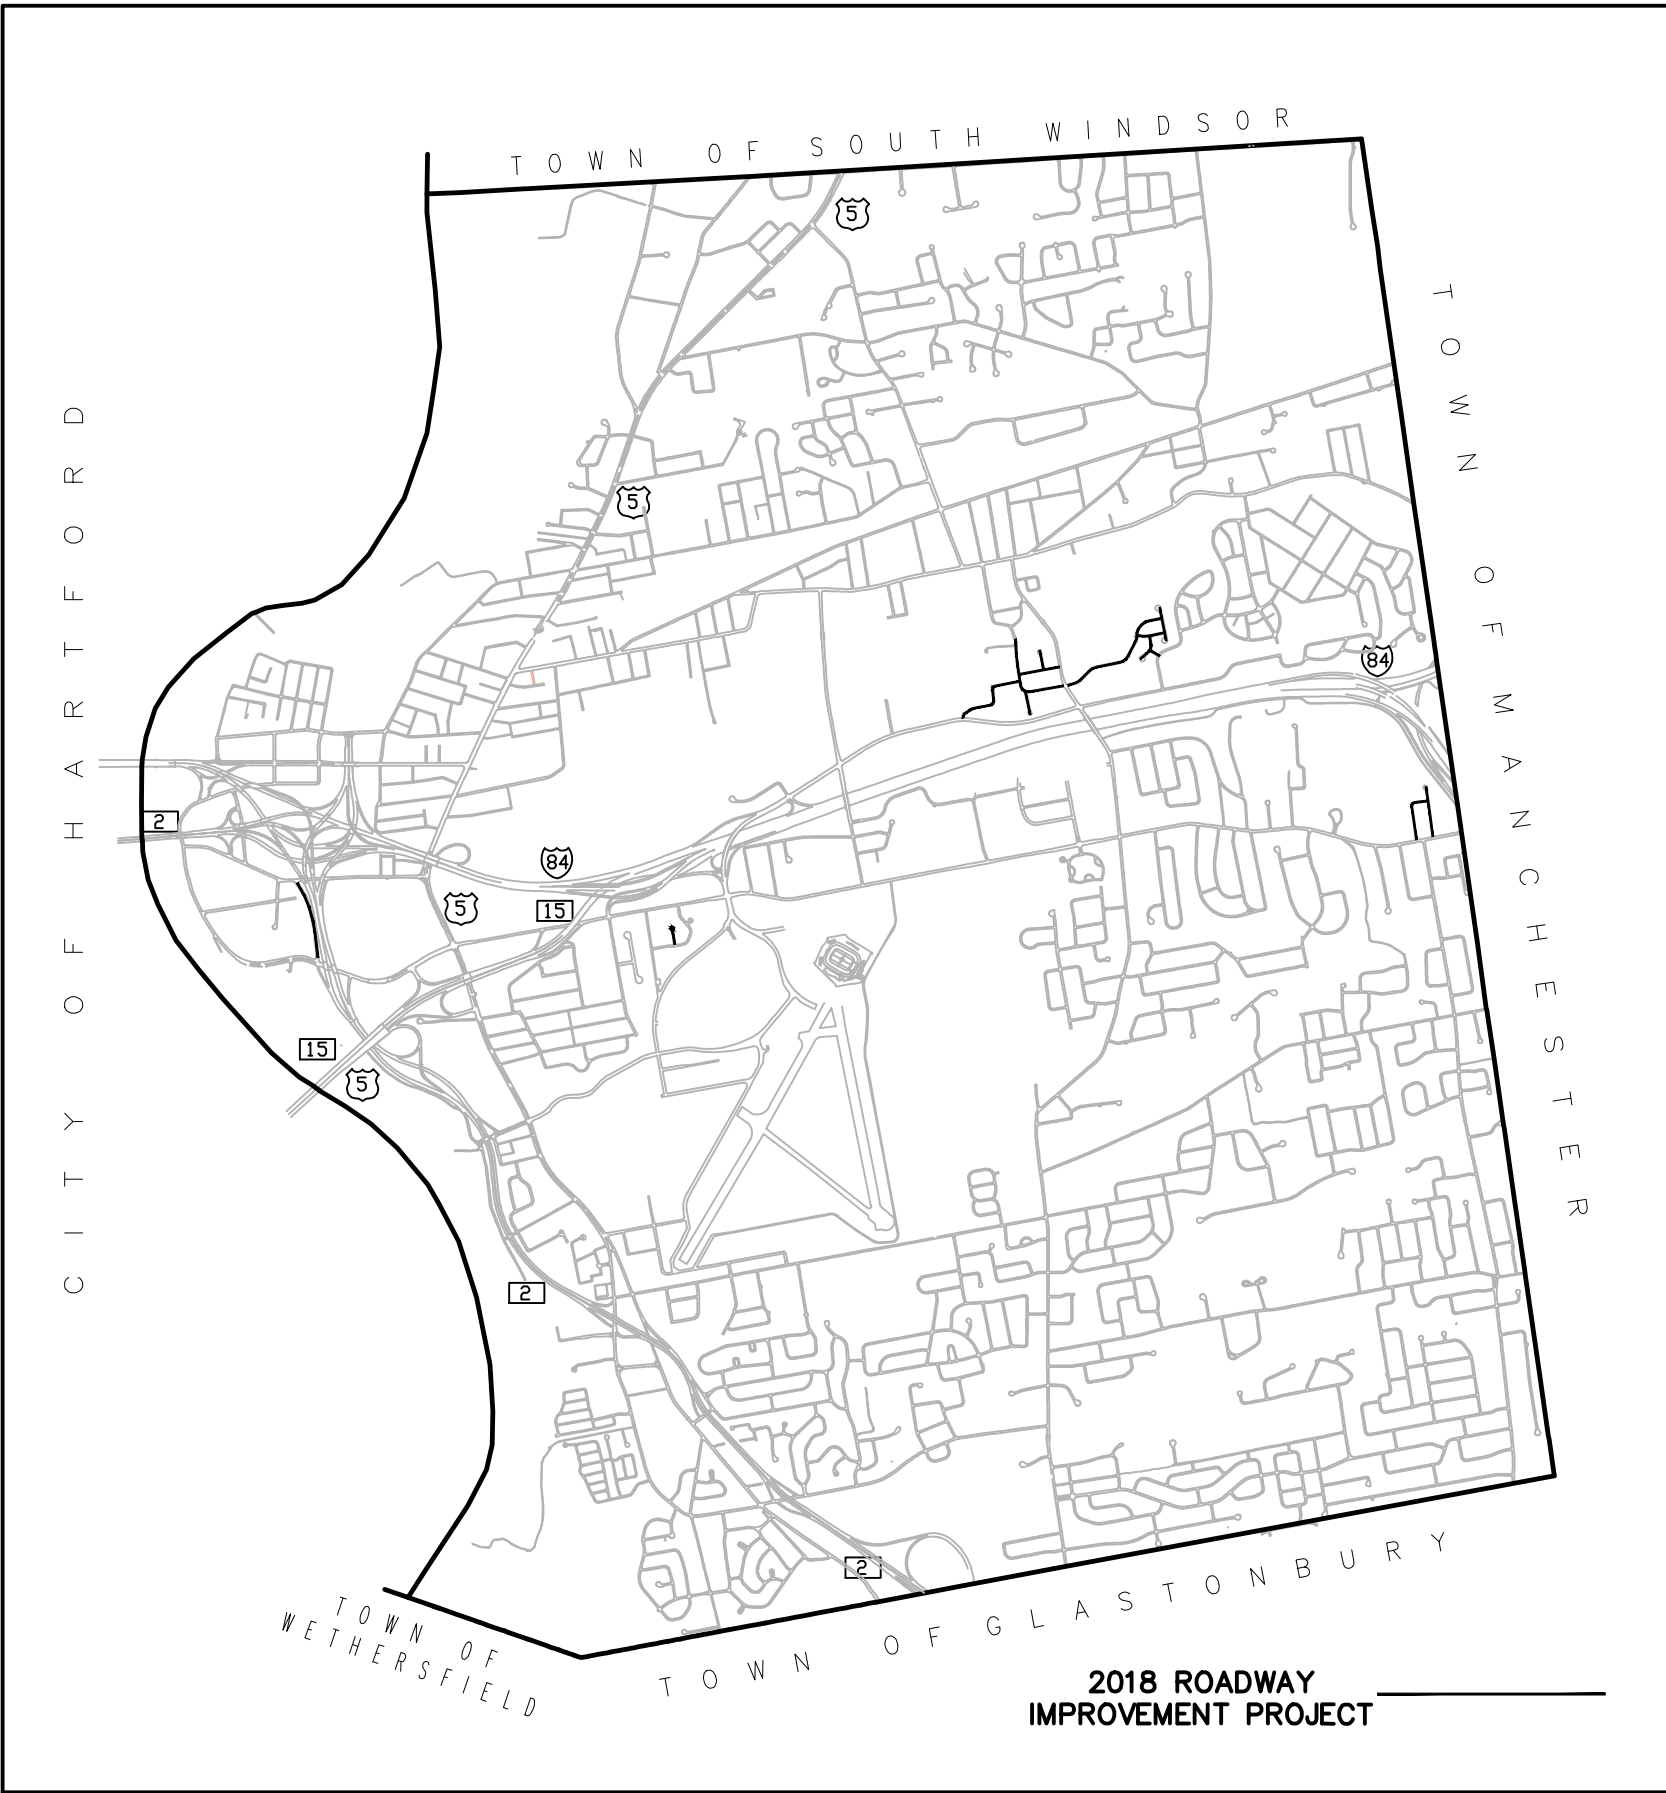 TOWN OF SOUTH WINDSOR
5
TOWN OF MANCHESTER
CITY OF HARTFORD
5
84
2
84
5
15
15
5
2
2
TOWN OF
WETHERSFIELD
TOWN OF GLASTONBURY
2018 ROADWAY
IMPROVEMENT PROJECT